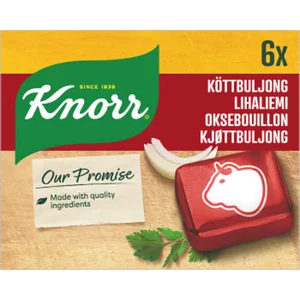 6x
SINCE 1838
Knorr
KÖTTBULJONG
LIHALIEMI
OKSEBOUILLON
KJØTTBULJONG
Our Promise
Made with quality
ingredients